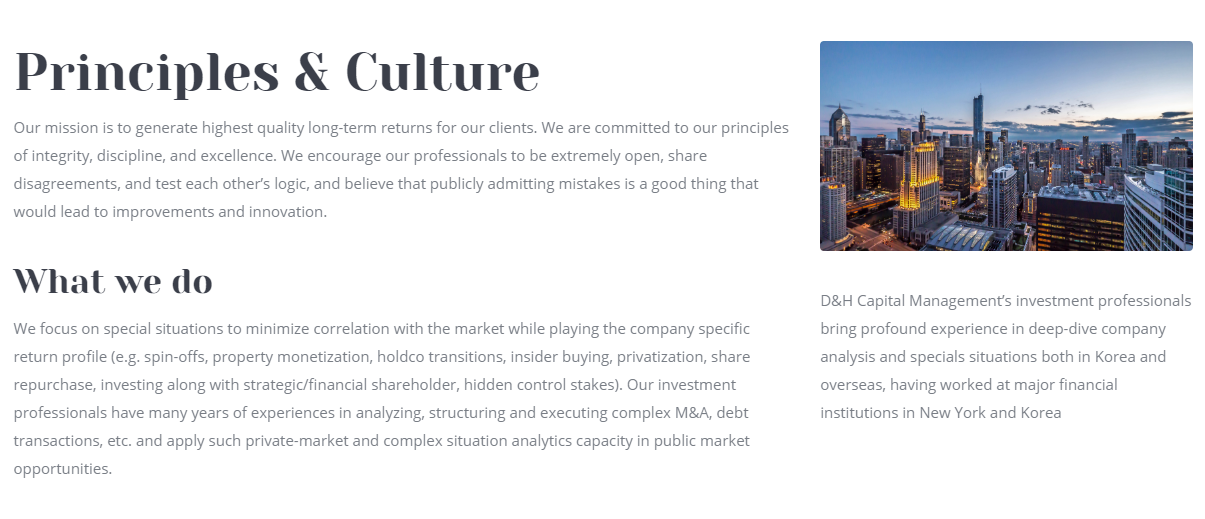 Principles & Culture
Our mission is to generate highest quality long-term returns for our clients. We are committed to our principles
of integrity, discipline, and excellence. We encourage our professionals to be extremely open, share
disagreements, and test each other’s logic, and believe that publicly admitting mistakes is a good thing that
would lead to improvements and innovation.
What we do
We focus on special situations to minimize correlation with the market while playing the company specific
return profile (e.g. spin-offs, property monetization, holdco transitions, insider buying, privatization, share
repurchase, investing along with strategic/financial shareholder, hidden control stakes). Our investment
professionals have many years of experiences in analyzing, structuring and executing complex M&A, debt
transactions, etc. and apply such private-market and complex situation analytics capacity in public market
opportunities.
D&H Capital Management’s investment professionals
bring profound experience in deep-dive company
analysis and specials situations both in Korea and
overseas, having worked at major financial
institutions in New York and Korea